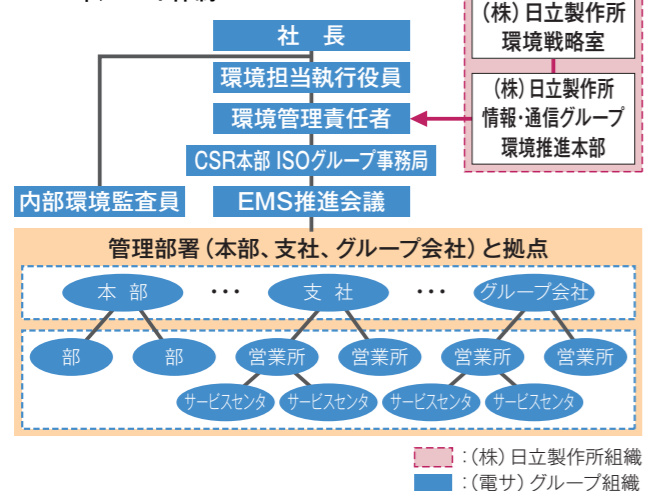 (株)日立製作所
環境戦略室
(株)日立製作所
情報・通信グループ
環境推進本部
社 長
環境担当執行役員
環境管理責任者
CSR本部 ISOグループ事務局
内部環境監査員
EMS推進会議
管理部署(本部、支社、グループ会社)と拠点
本 部 … 支 社 … グループ会社
部 部 営業所 営業所 営業所 営業所
サービスセンタ サービスセンタ サービスセンタ サービスセンタ
:(株)日立製作所組織
:(電サ)グループ組織